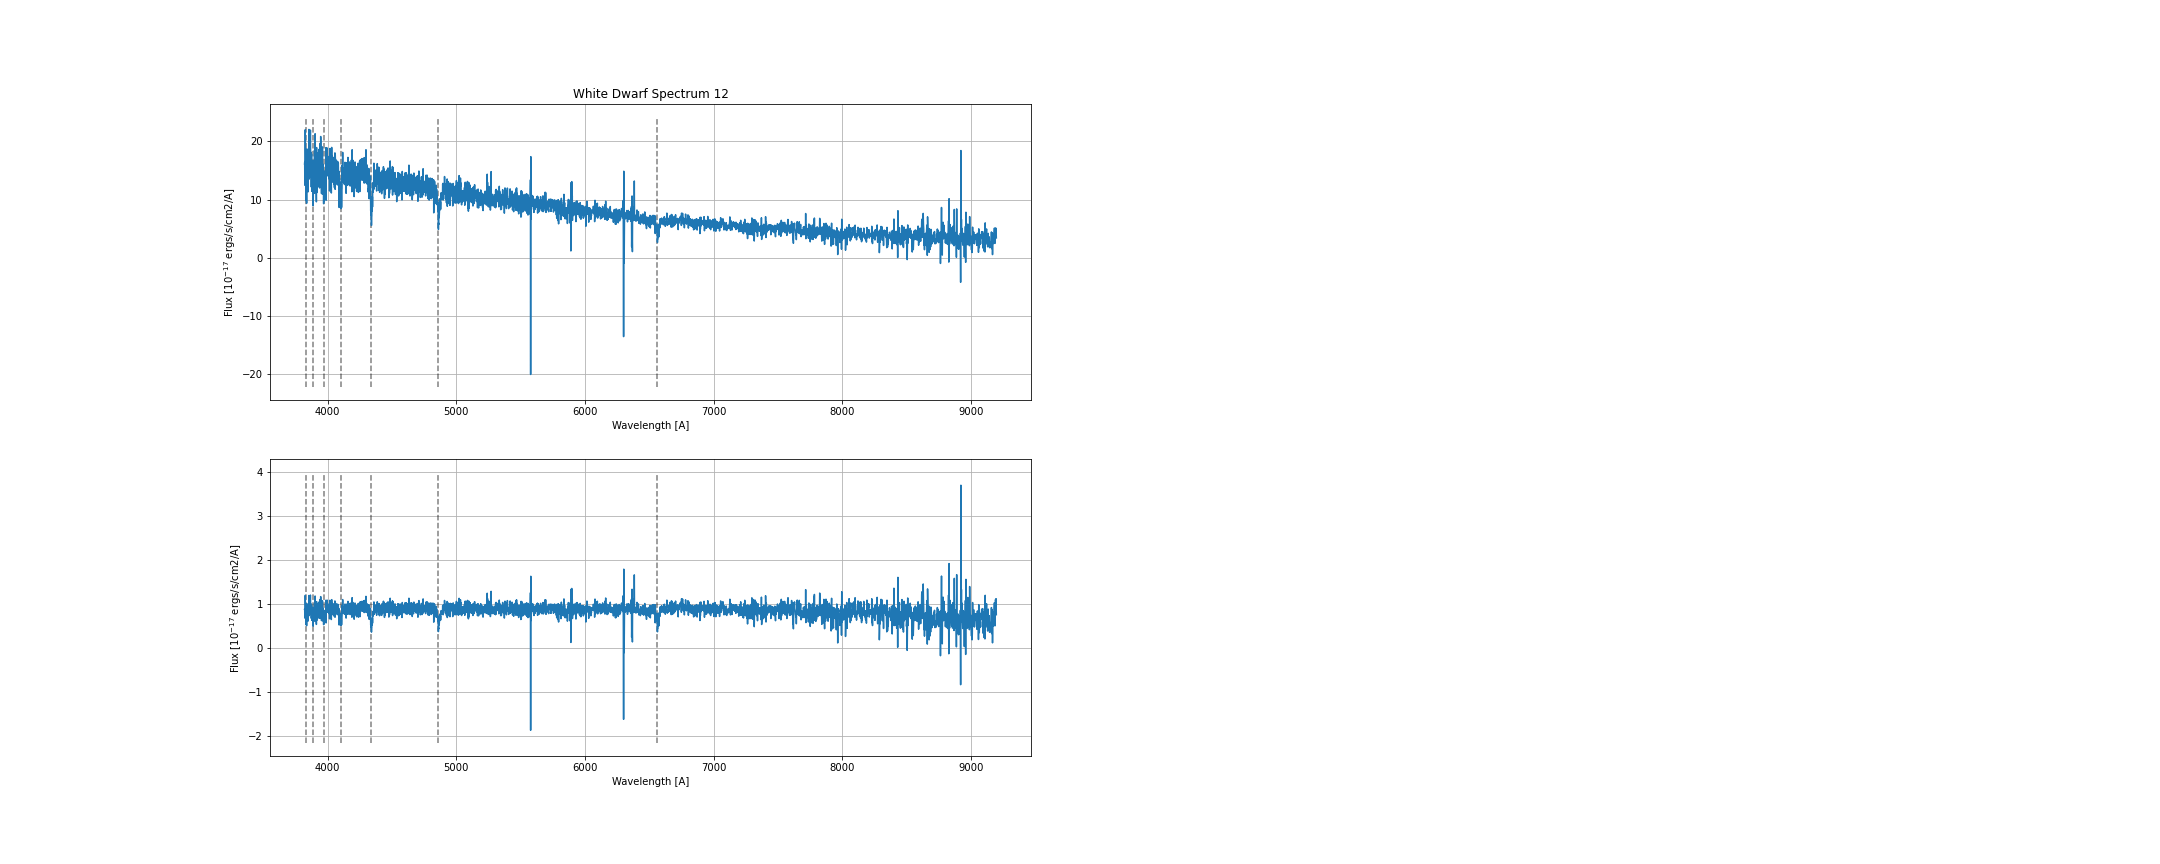 White Dwarf Spectrum 12
20
10
0
−10
−20
Flux [10⁻¹⁷ ergs/s/cm2/A]
4000 5000 6000 7000 8000 9000
Wavelength [A]
4
3
2
1
0
−1
−2
Flux [10⁻¹⁷ ergs/s/cm2/A]
4000 5000 6000 7000 8000 9000
Wavelength [A]